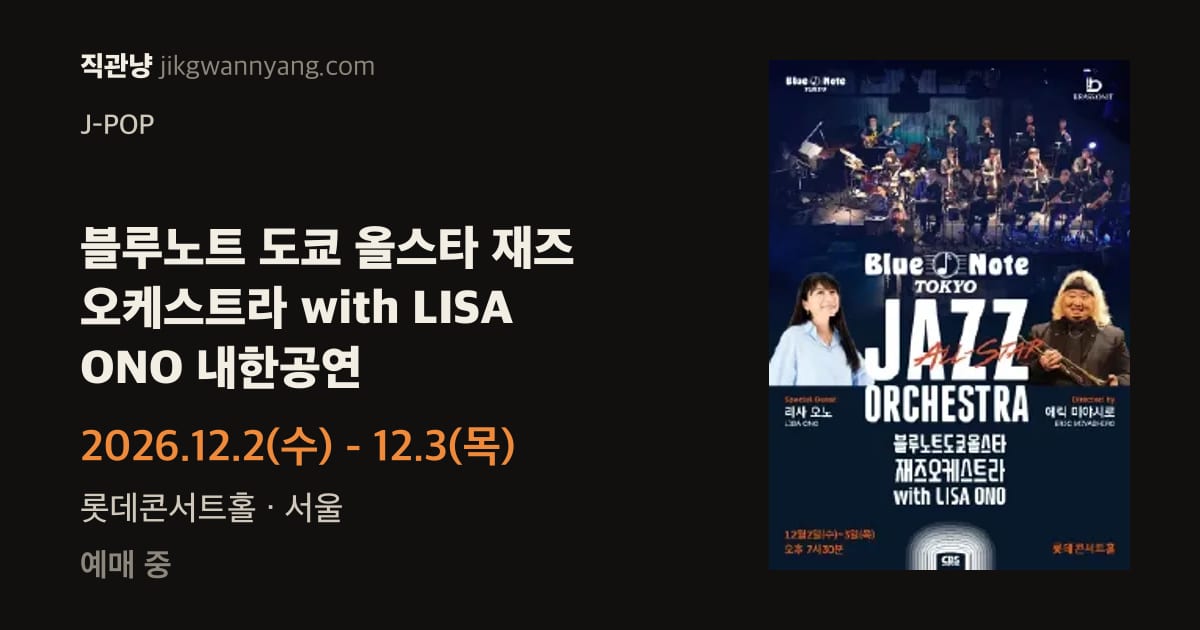 직관냥 jikgwannyang.com
J-POP
블루노트 도쿄 올스타 재즈
오케스트라 with LISA
ONO 내한공연
2026.12.2(수) - 12.3(목)
롯데콘서트홀 · 서울
예매 중
Blue Note
TOKYO
Blue Note
TOKYO
JAZZ
ALL-STAR
ORCHESTRA
Special Guest
리사 오노
LISA ONO
Directed by
에릭 미야시로
ERIC MIYASHIRO
블루노트도쿄올스타
재즈오케스트라
with LISA ONO
12월2일(수)~3일(목)
오후 7시30분
CBS
롯데콘서트홀